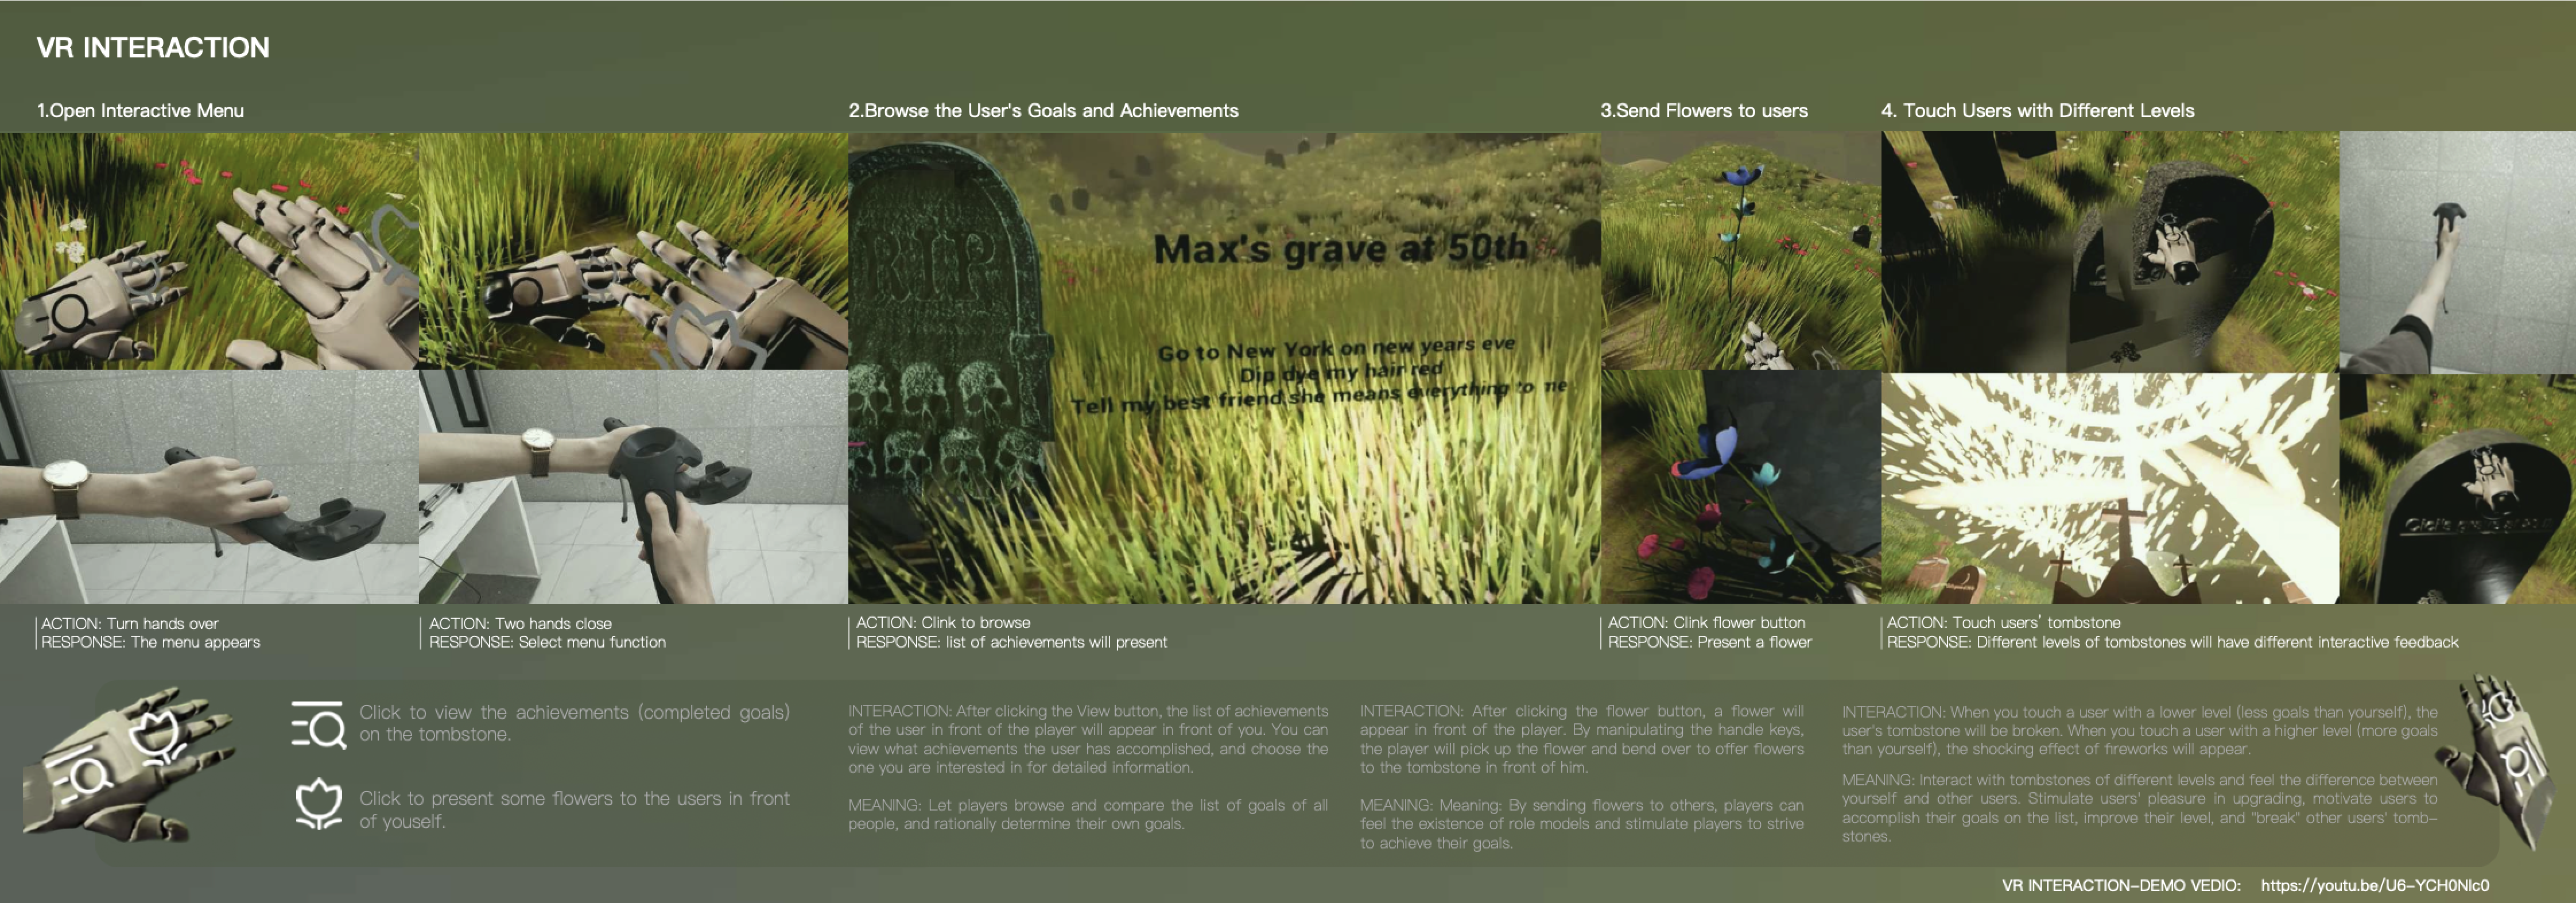 VR INTERACTION
1.Open Interactive Menu
2.Browse the User's Goals and Achievements
3.Send Flowers to users
4. Touch Users with Different Levels
RIP
Max's grave at 50th
Go to New York on new years eve
Dip dye my hair red
Tell my best friend she means everything to me
ACTION: Turn hands over
RESPONSE: The menu appears
ACTION: Two hands close
RESPONSE: Select menu function
ACTION: Clink to browse
RESPONSE: list of achievements will present
ACTION: Clink flower button
RESPONSE: Present a flower
ACTION: Touch users' tombstone
RESPONSE: Different levels of tombstones will have different interactive feedback
Click to view the achievements (completed goals)
on the tombstone.
Click to present some flowers to the users in front
of youself.
INTERACTION: After clicking the View button, the list of achievements
of the user in front of the player will appear in front of you. You can
view what achievements the user has accomplished, and choose the
one you are interested in for detailed information.
MEANING: Let players browse and compare the list of goals of all
people, and rationally determine their own goals.
INTERACTION: After clicking the flower button, a flower will
appear in front of the player. By manipulating the handle keys,
the player will pick up the flower and bend over to offer flowers
to the tombstone in front of him.
MEANING: Meaning: By sending flowers to others, players can
feel the existence of role models and stimulate players to strive
to achieve their goals.
INTERACTION: When you touch a user with a lower level (less goals than yourself), the
user's tombstone will be broken. When you touch a user with a higher level (more goals
than yourself), the shocking effect of fireworks will appear.
MEANING: Interact with tombstones of different levels and feel the difference between
yourself and other users. Stimulate users' pleasure in upgrading, motivate users to
accomplish their goals on the list, improve their level, and "break" other users' tomb-
stones.
VR INTERACTION-DEMO VEDIO: https://youtu.be/U6-YCH0NIc0